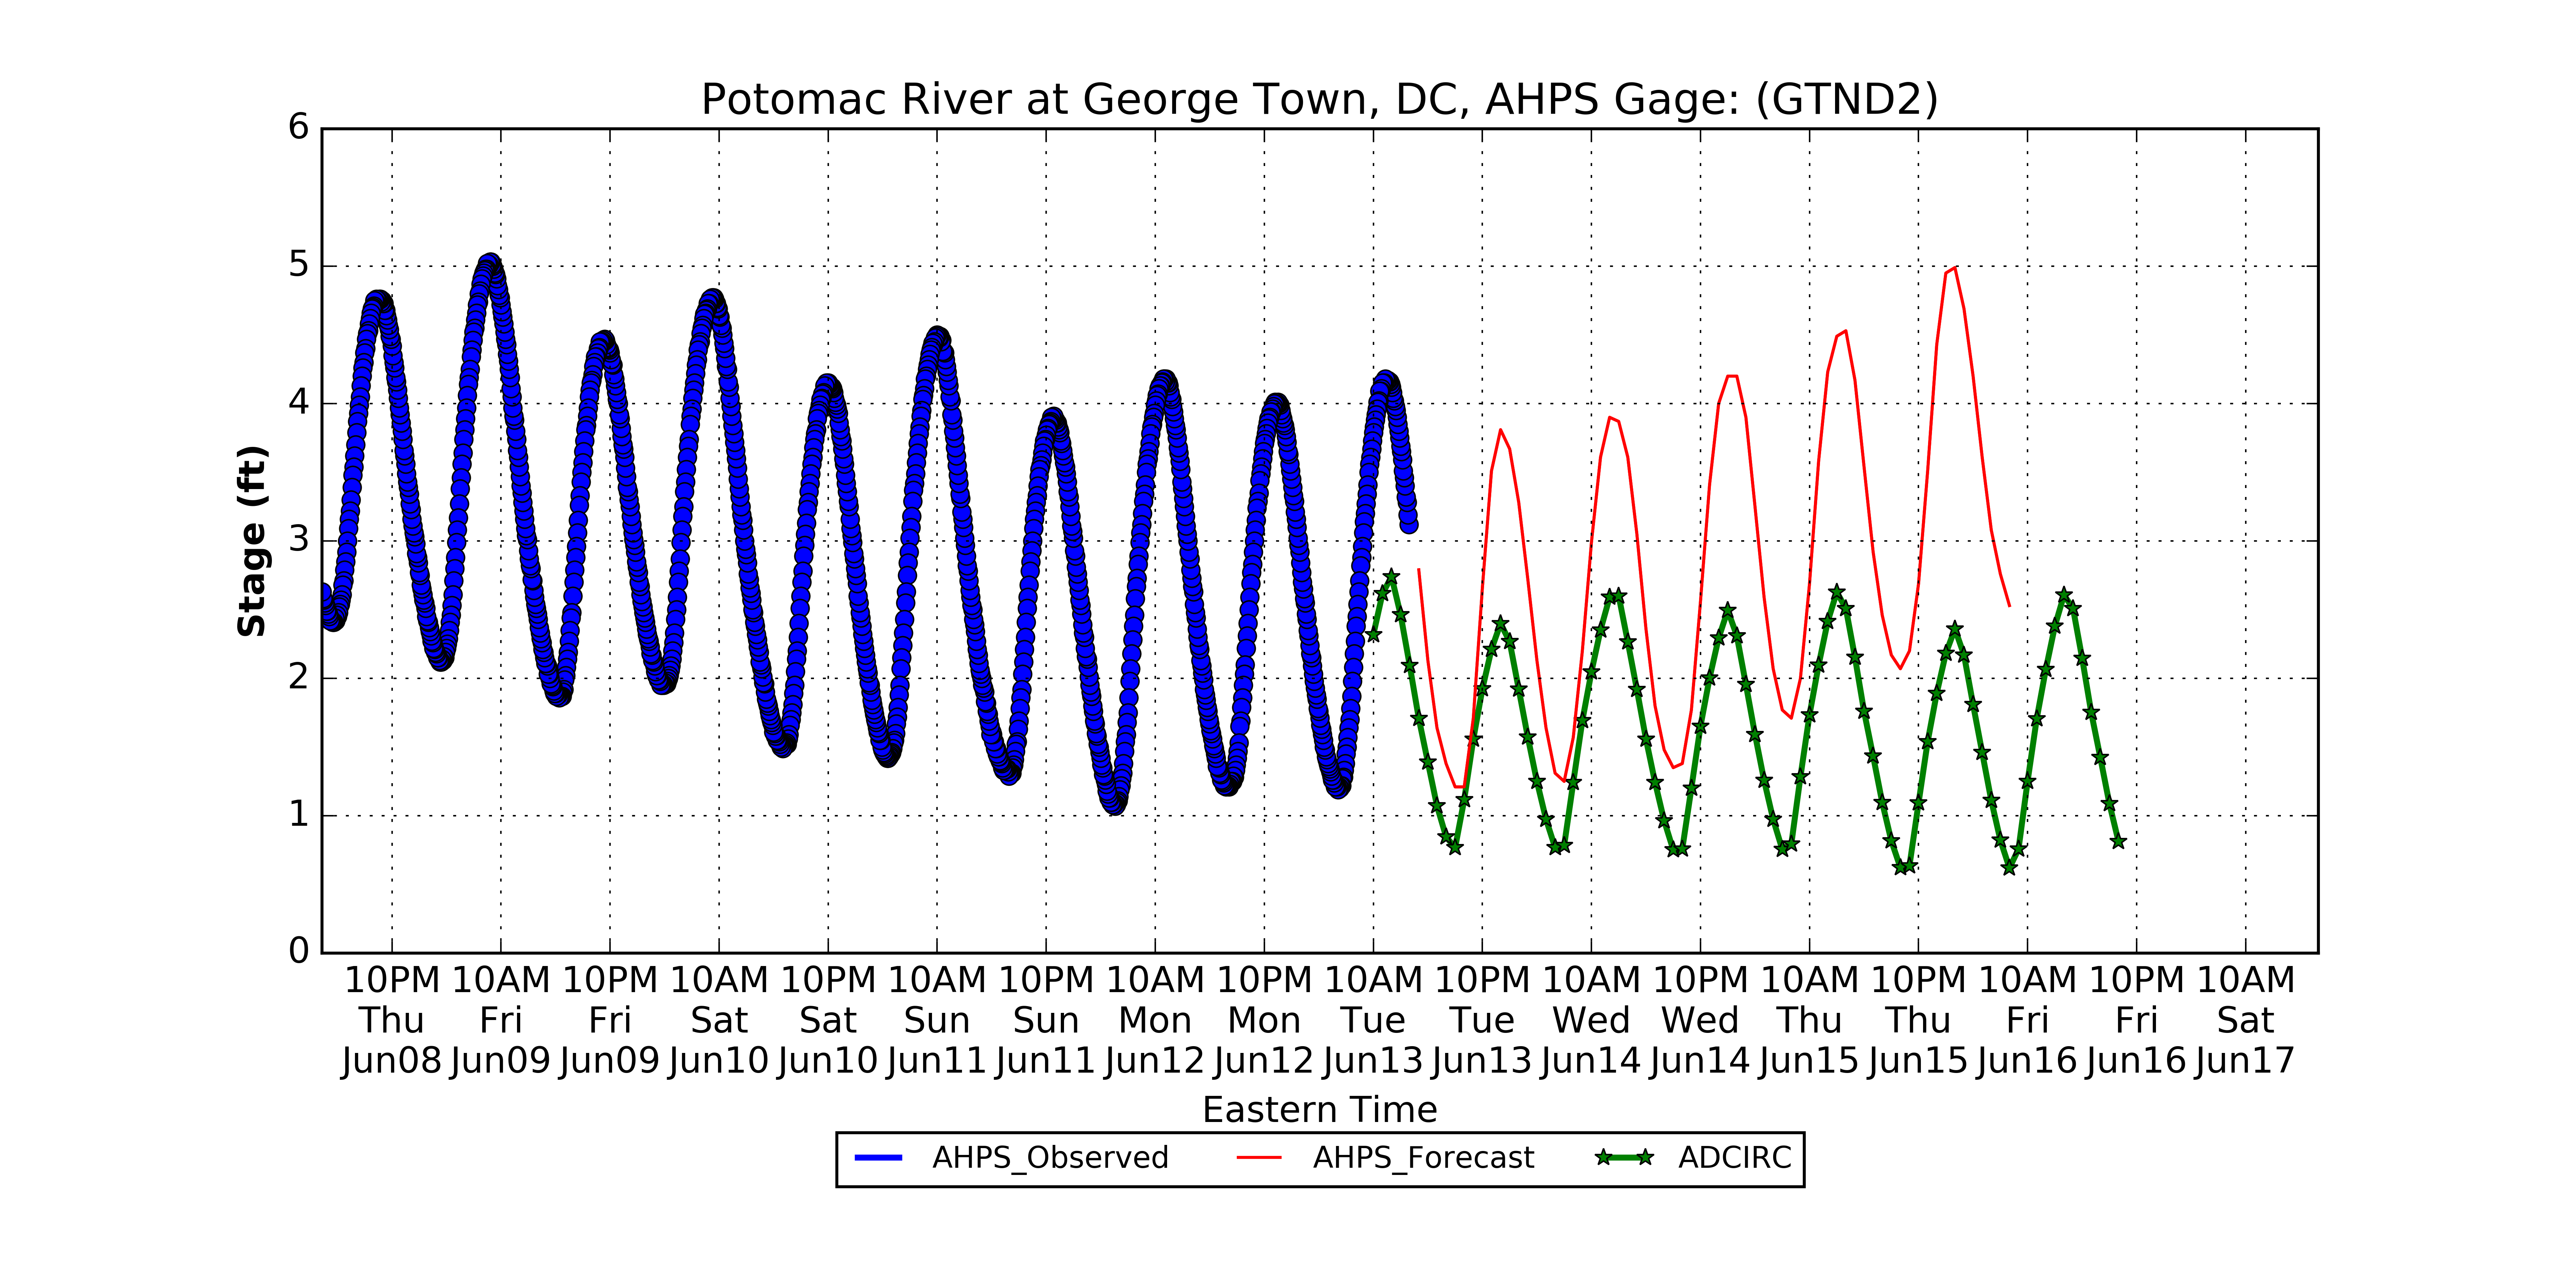 Potomac River at George Town, DC, AHPS Gage: (GTND2)
6
5
4
3
2
1
0
Stage (ft)
10PM 10AM 10PM 10AM 10PM 10AM 10PM 10AM 10PM 10AM 10PM 10AM 10PM 10AM 10PM 10AM 10PM 10AM
Thu Fri Fri Sat Sat Sun Sun Mon Mon Tue Tue Wed Wed Thu Thu Fri Fri Sat
Jun08 Jun09 Jun09 Jun10 Jun10 Jun11 Jun11 Jun12 Jun12 Jun13 Jun13 Jun14 Jun14 Jun15 Jun15 Jun16 Jun16 Jun17
Eastern Time
AHPS_Observed AHPS_Forecast ADCIRC